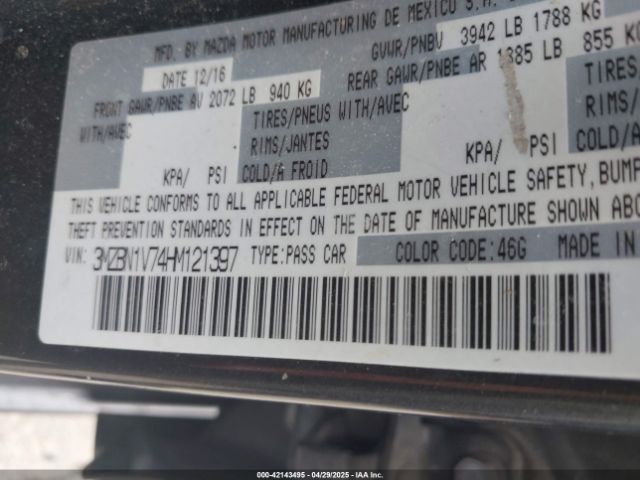 MFD. BY MAZDA MOTOR MANUFACTURING DE MEXICO S.A.
DATE 12/16
GVWR/PNBV 3942 LB 1788 KG
FRONT GAWR/PNBE AV 2072 LB 940 KG
REAR GAWR/PNBE AR 1885 LB 855 KG
WITH/AVEC
TIRES/PNEUS WITH/AVEC
TIRES
RIMS/JANTES
RIMS/
KPA/ PSI COLD/A FROID
KPA/ PSI COLD/A
THIS VEHICLE CONFORMS TO ALL APPLICABLE FEDERAL MOTOR VEHICLE SAFETY, BUMP
THEFT PREVENTION STANDARDS IN EFFECT ON THE DATE OF MANUFACTURE SHOWN ABO
VIN: 3MZBN1V74HM121397 TYPE:PASS CAR COLOR CODE:46G MADE IN
000-42143495 - 04/29/2025 - IAAI, Inc.